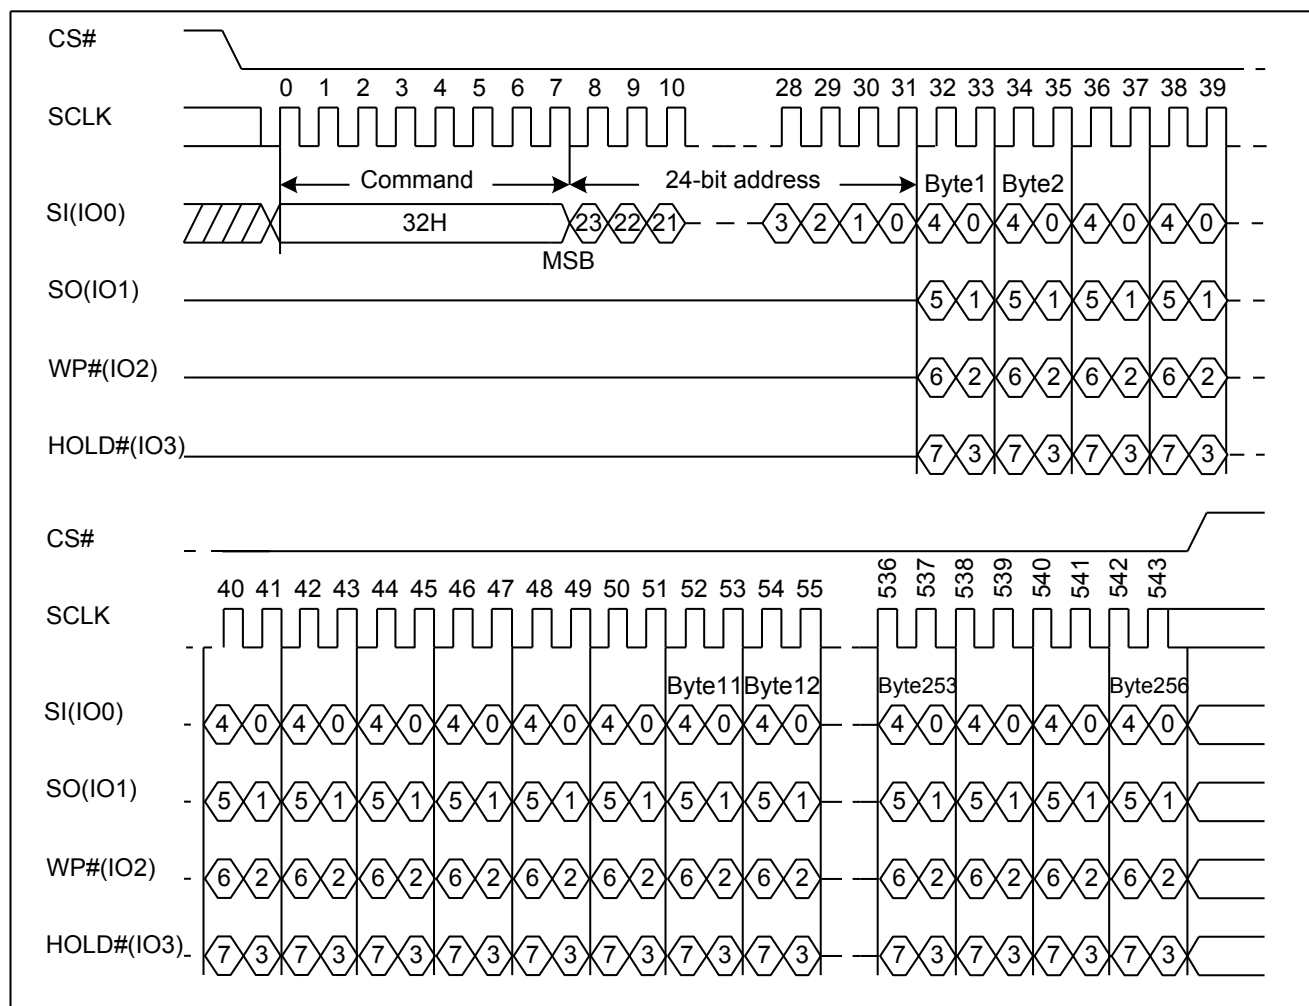 CS#
0 1 2 3 4 5 6 7 8 9 10 28 29 30 31 32 33 34 35 36 37 38 39
SCLK
Command 24-bit address Byte1 Byte2
SI(IO0) 32H 23 22 21 3 2 1 0 4 0 4 0 4 0 4 0
MSB
SO(IO1) 5 1 5 1 5 1 5 1
WP#(IO2) 6 2 6 2 6 2 6 2
HOLD#(IO3) 7 3 7 3 7 3 7 3
CS#
40 41 42 43 44 45 46 47 48 49 50 51 52 53 54 55 536 537 538 539 540 541 542 543
SCLK
Byte11 Byte12 Byte253 Byte256
SI(IO0) 4 0 4 0 4 0 4 0 4 0 4 0 4 0 4 0 4 0 4 0 4 0 4 0
SO(IO1) 5 1 5 1 5 1 5 1 5 1 5 1 5 1 5 1 5 1 5 1 5 1 5 1
WP#(IO2) 6 2 6 2 6 2 6 2 6 2 6 2 6 2 6 2 6 2 6 2 6 2 6 2
HOLD#(IO3) 7 3 7 3 7 3 7 3 7 3 7 3 7 3 7 3 7 3 7 3 7 3 7 3